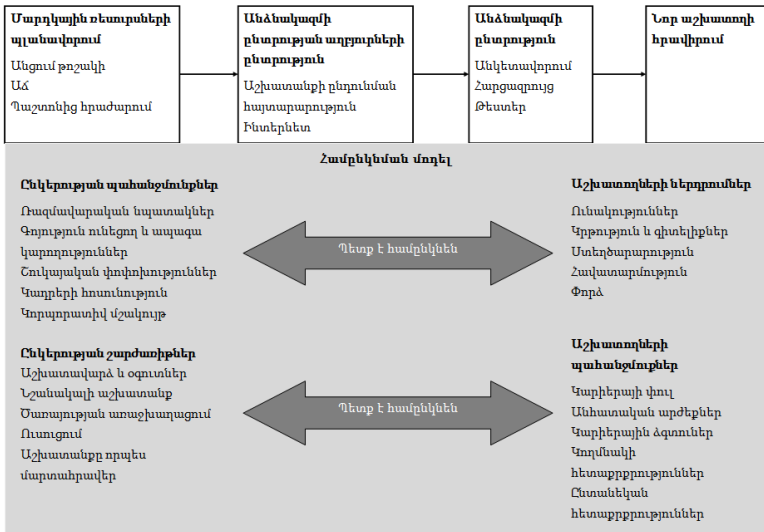 Մարդկային ռեսուրսների
պլանավորում
Անցում թոշակի
Աճ
Պաշտոնից հրաժարում
Անձնակազմի
ընտրության աղբյուրների
ընտրություն
Աշխատանքի ընդունման
հայտարարություն
Ինտերնետ
Անձնակազմի
ընտրություն
Անկետավորում
Հարցազրույց
Թեստեր
Նոր աշխատողի
հրավիրում
Համընկնման մոդել
Ընկերության պահանջմունքներ
Ռազմավարական նպատակներ
Գոյություն ունեցող և ապագա
կարողություններ
Շուկայական փոփոխություններ
Կադրերի հոսունություն
Կորպորատիվ մշակույթ
Պետք է համընկնեն
Աշխատողների ներդրումներ
Ունակություններ
Կրթություն և գիտելիքներ
Ստեղծարարություն
Հավատարմություն
Փորձ
Ընկերության շարժառիթներ
Աշխատավարձ և օգուտներ
Նշանակալի աշխատանք
Ծառայության առաջխաղացում
Ուսուցում
Աշխատանքը որպես
մարտահրավեր
Պետք է համընկնեն
Աշխատողների
պահանջմուքներ
Կարիերայի փուլ
Անհատական արժեքներ
Կարիերային ձգտուներ
Կողմնակի
հետաքրքրություններ
Ընտանեկան
հետաքրքրություններ